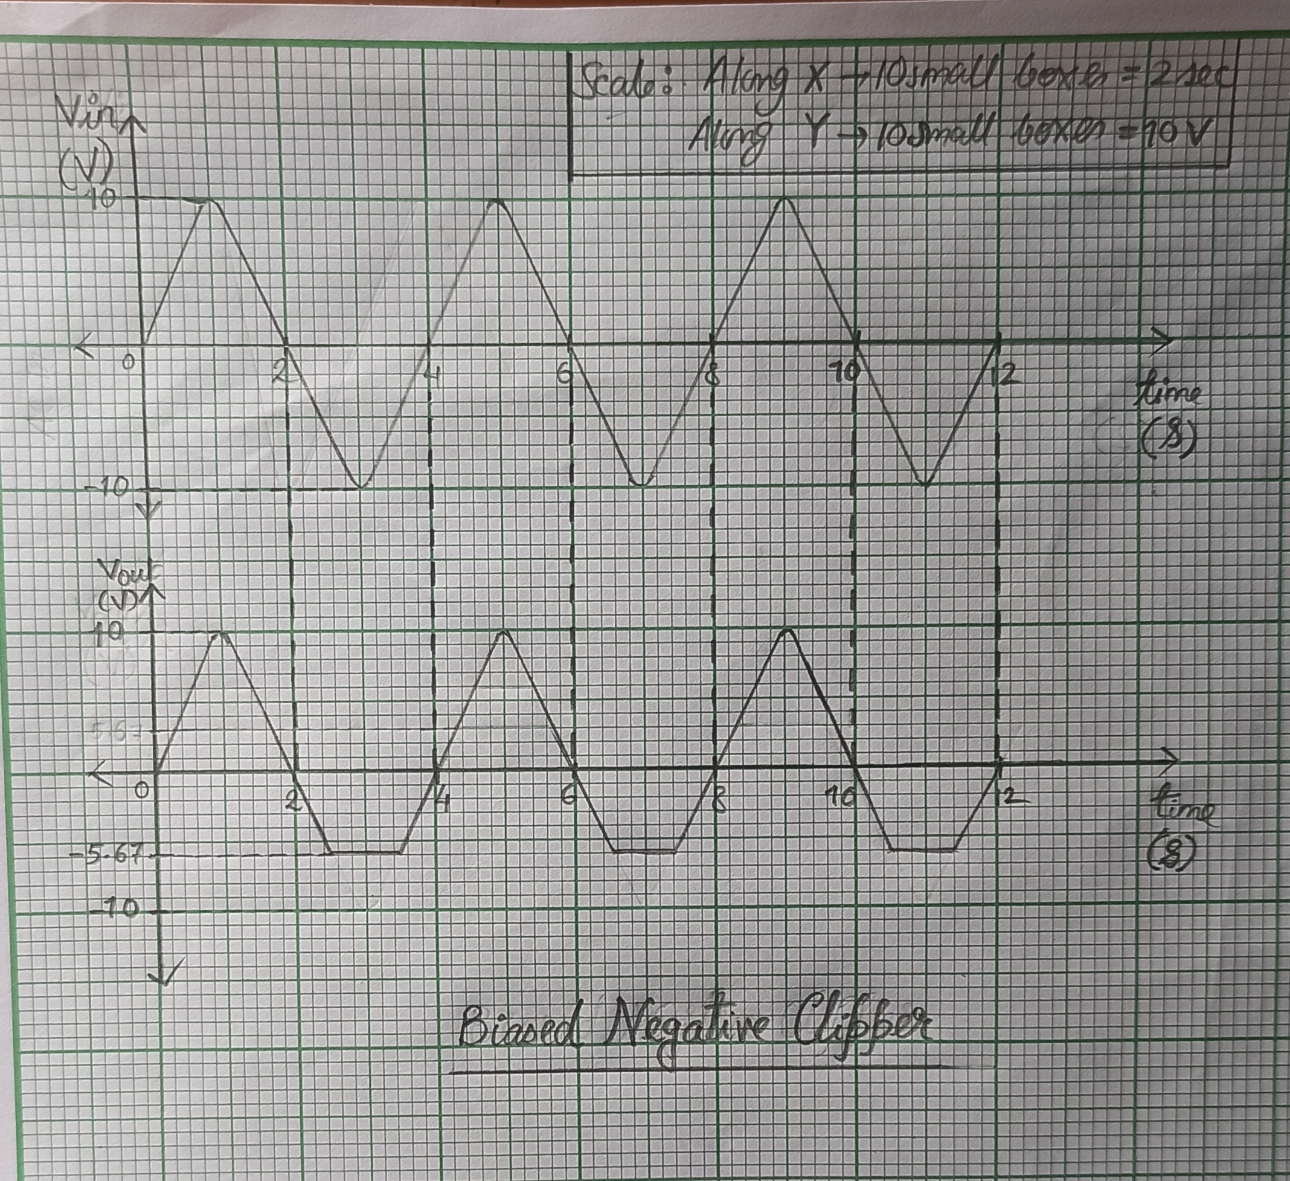 Scale: Along X → 10 small boxes = 2 sec
Along Y → 10 small boxes = 10 V
Vin
(V)
10
0 2 4 6 8 10 12
time
(s)
-10
Vout
(V)
10
5.67
0 2 4 6 8 10 12
time
(s)
-5.67
-10
Biased Negative Clipper